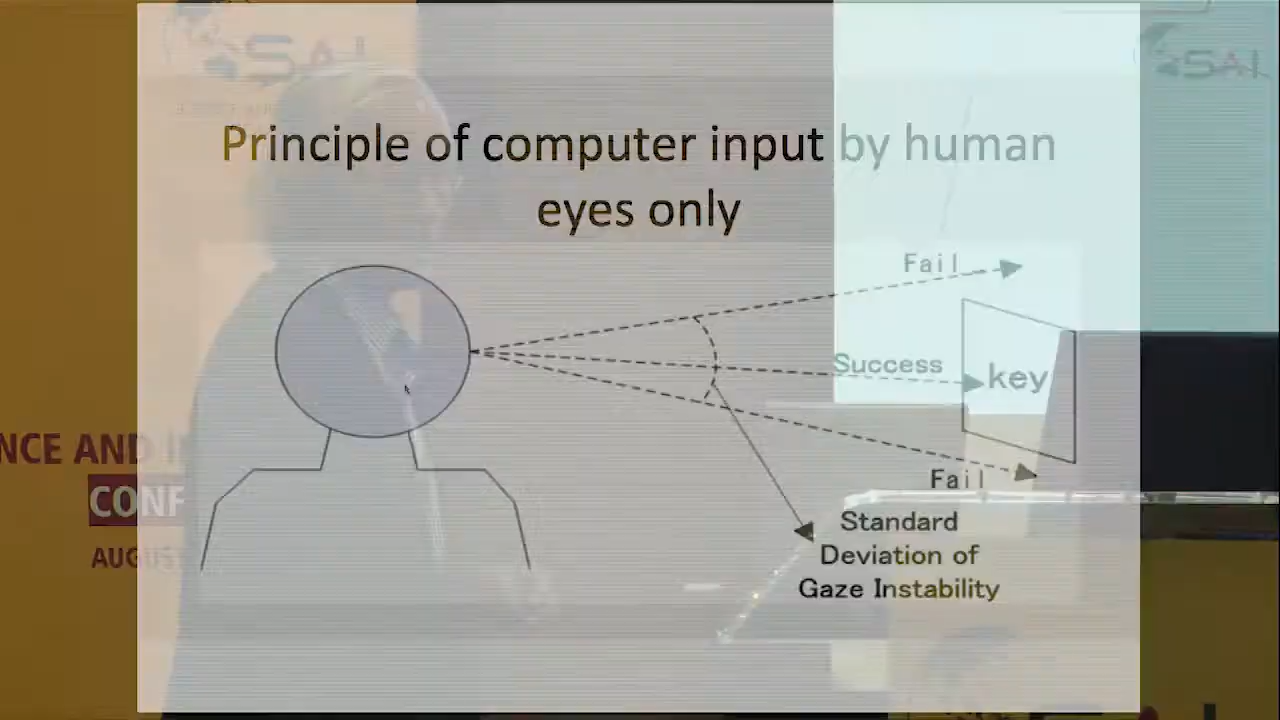 SAI
SAI
Principle of computer input by human
eyes only
Fail
Success
key
Fail
Standard
Deviation of
Gaze Instability
NCE AND I
CONF
AUGUS